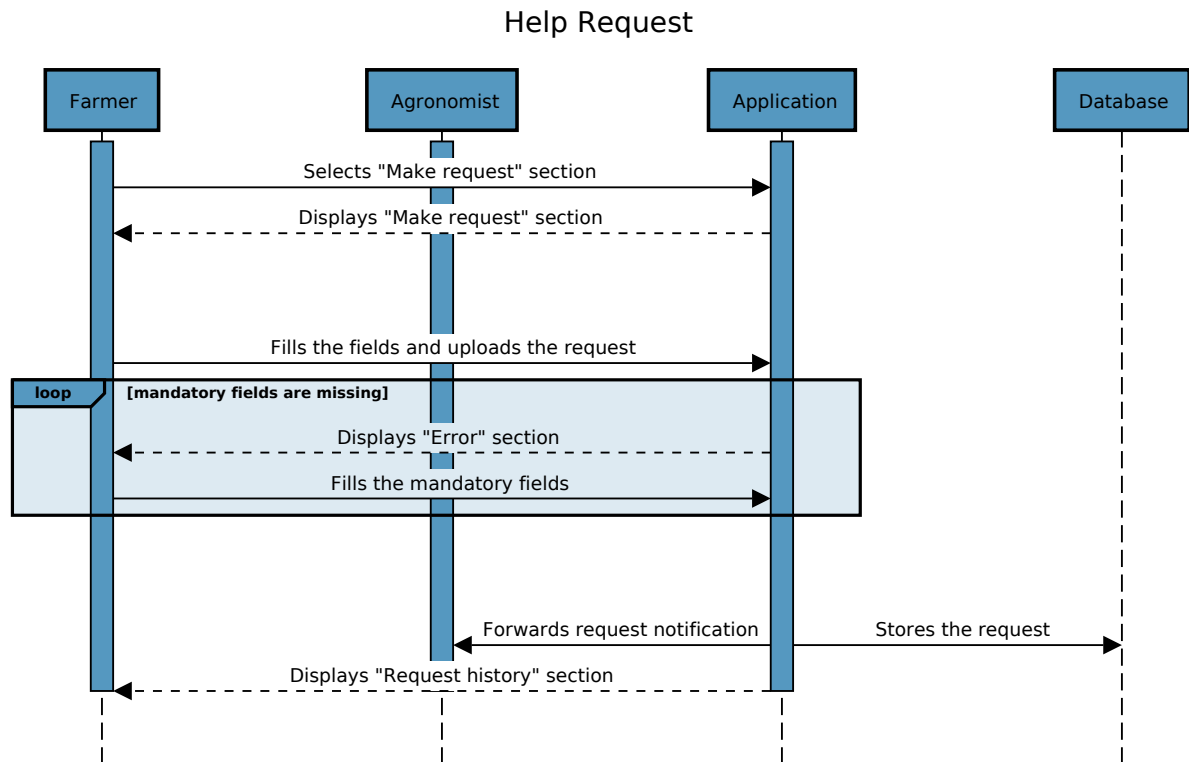 Help Request
Farmer
Agronomist
Application
Database
Selects "Make request" section
Displays "Make request" section
Fills the fields and uploads the request
loop
[mandatory fields are missing]
Displays "Error" section
Fills the mandatory fields
Forwards request notification
Stores the request
Displays "Request history" section